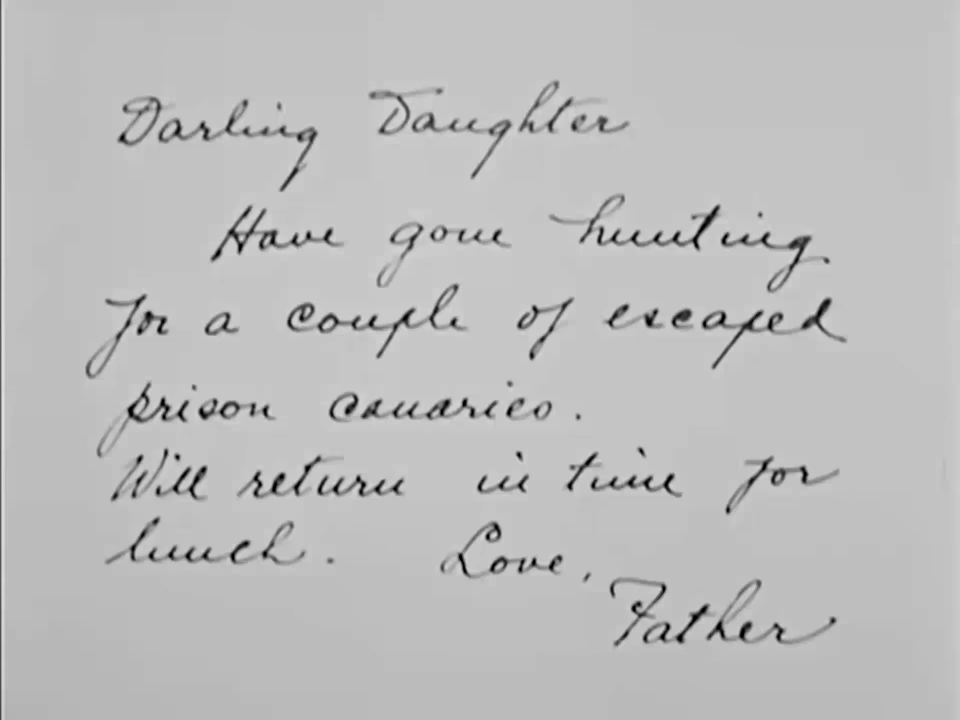 Darling Daughter
Have gone hunting
for a couple of escaped
prison canaries.
Will return in time for
lunch. Love,
Father